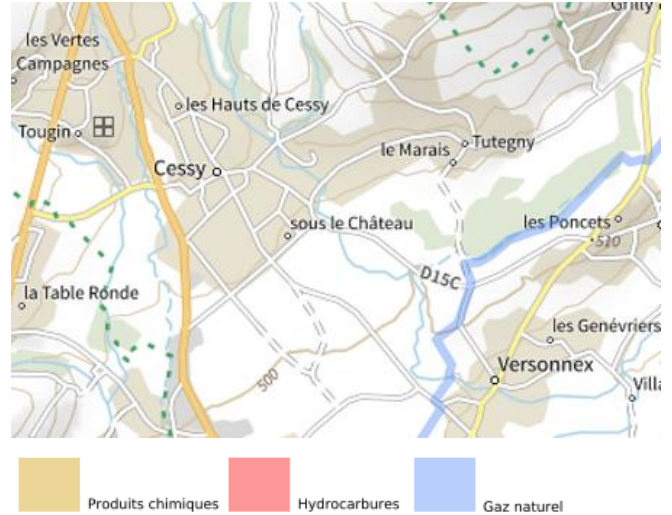 Grilly
les Vertes
Campagnes
les Hauts de Cessy
Tougin
Tutegny
le Marais
Cessy
les Poncets
sous le Château
510
D15C
la Table Ronde
les Genévriers
Versonnex
500
Villa
Produits chimiques
Hydrocarbures
Gaz naturel